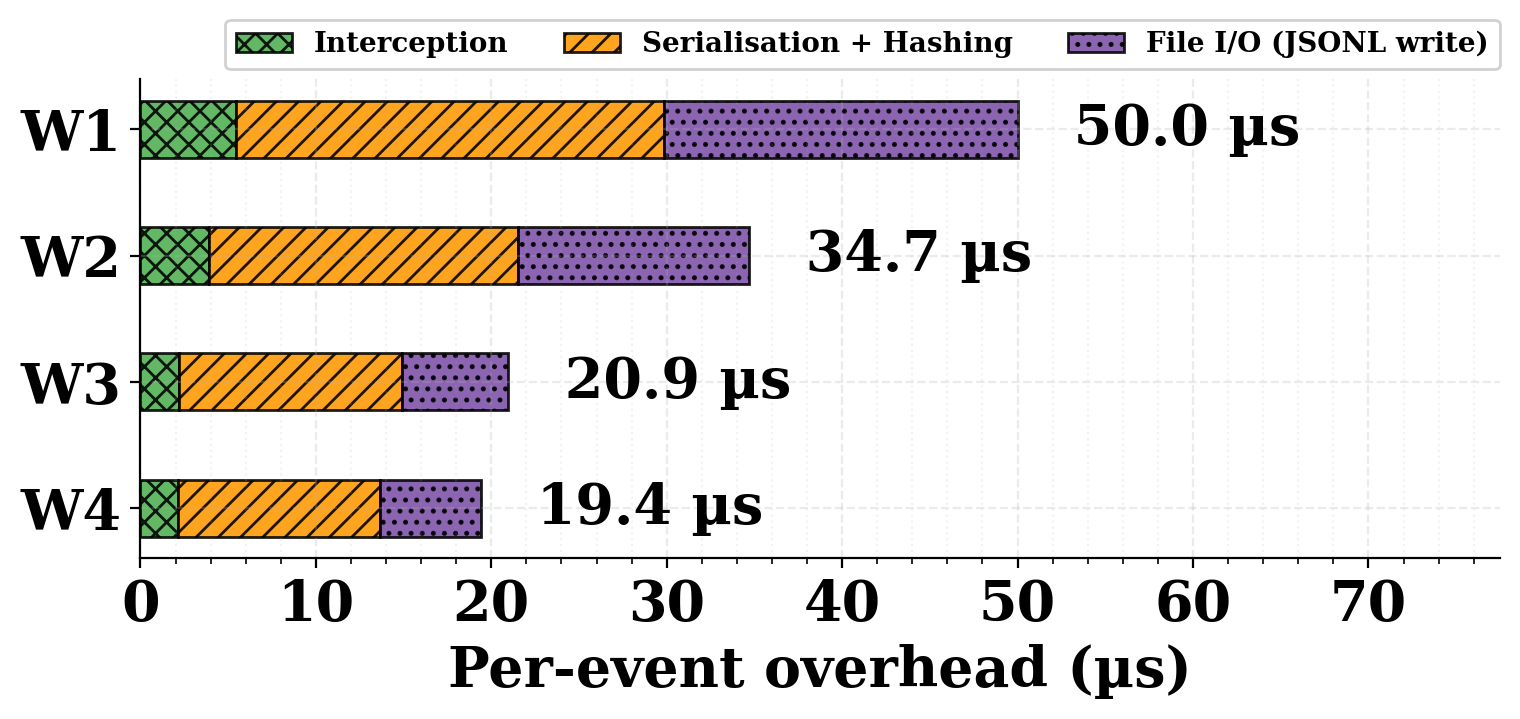 Interception Serialisation + Hashing File I/O (JSONL write)
W1 50.0 µs
W2 34.7 µs
W3 20.9 µs
W4 19.4 µs
0 10 20 30 40 50 60 70
Per-event overhead (µs)